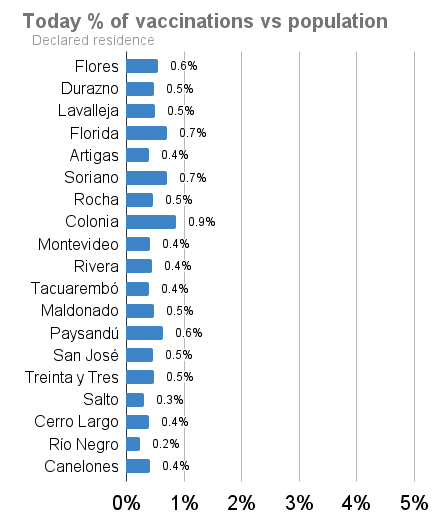 Today % of vaccinations vs population
Declared residence
Flores 0.6%
Durazno 0.5%
Lavalleja 0.5%
Florida 0.7%
Artigas 0.4%
Soriano 0.7%
Rocha 0.5%
Colonia 0.9%
Montevideo 0.4%
Rivera 0.4%
Tacuarembó 0.4%
Maldonado 0.5%
Paysandú 0.6%
San José 0.5%
Treinta y Tres 0.5%
Salto 0.3%
Cerro Largo 0.4%
Río Negro 0.2%
Canelones 0.4%
0% 1% 2% 3% 4% 5%